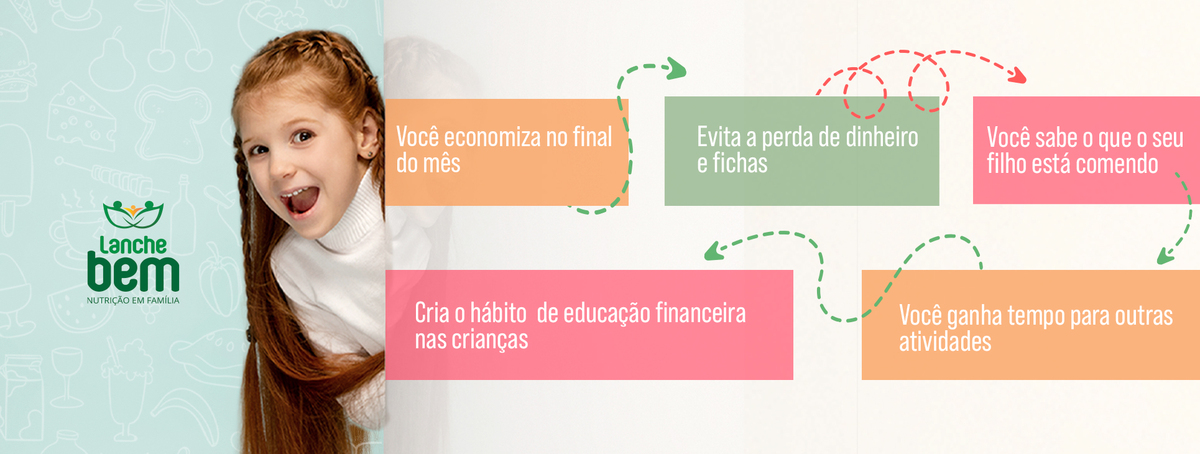 Lanche
bem
NUTRIÇÃO EM FAMÍLIA
Você economiza no final
do mês
Evita a perda de dinheiro
e fichas
Você sabe o que o seu
filho está comendo
Você ganha tempo para outras
atividades
Cria o hábito  de educação financeira
nas crianças